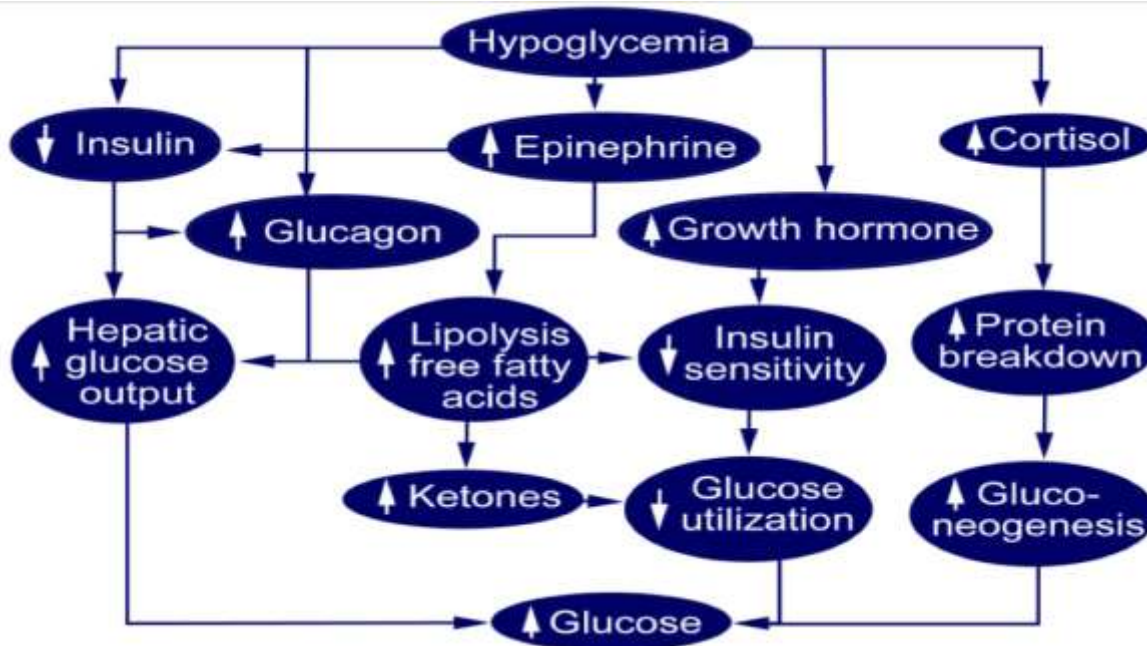 Hypoglycemia
Insulin
Epinephrine
Cortisol
Glucagon
Growth hormone
Hepatic
glucose
output
Lipolysis
free fatty
acids
Insulin
sensitivity
Protein
breakdown
Ketones
Glucose
utilization
Gluco-
neogenesis
Glucose